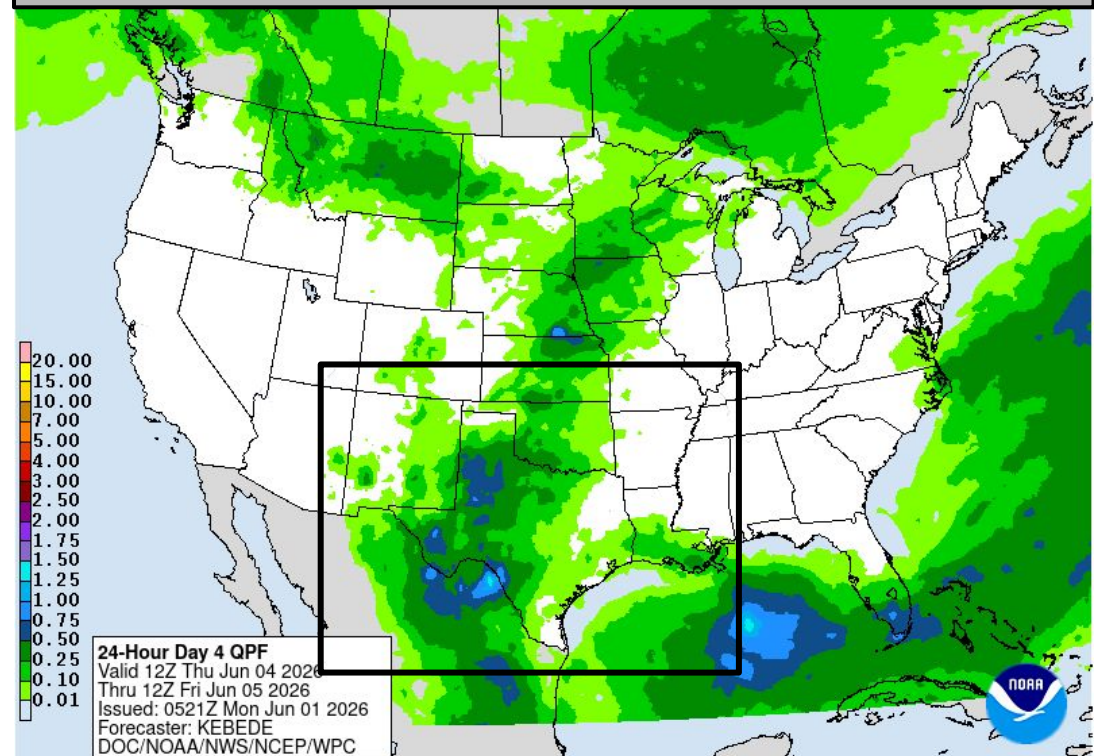 20.00
15.00
10.00
7.00
5.00
4.00
3.00
2.50
2.00
1.75
1.50
1.25
1.00
0.75
0.50
0.25
0.10
0.01
24-Hour Day 4 QPF
Valid 12Z Thu Jun 04 2026
Thru 12Z Fri Jun 05 2026
Issued: 0521Z Mon Jun 01 2026
Forecaster: KEBEDE
DOC/NOAA/NWS/NCEP/WPC
NOAA